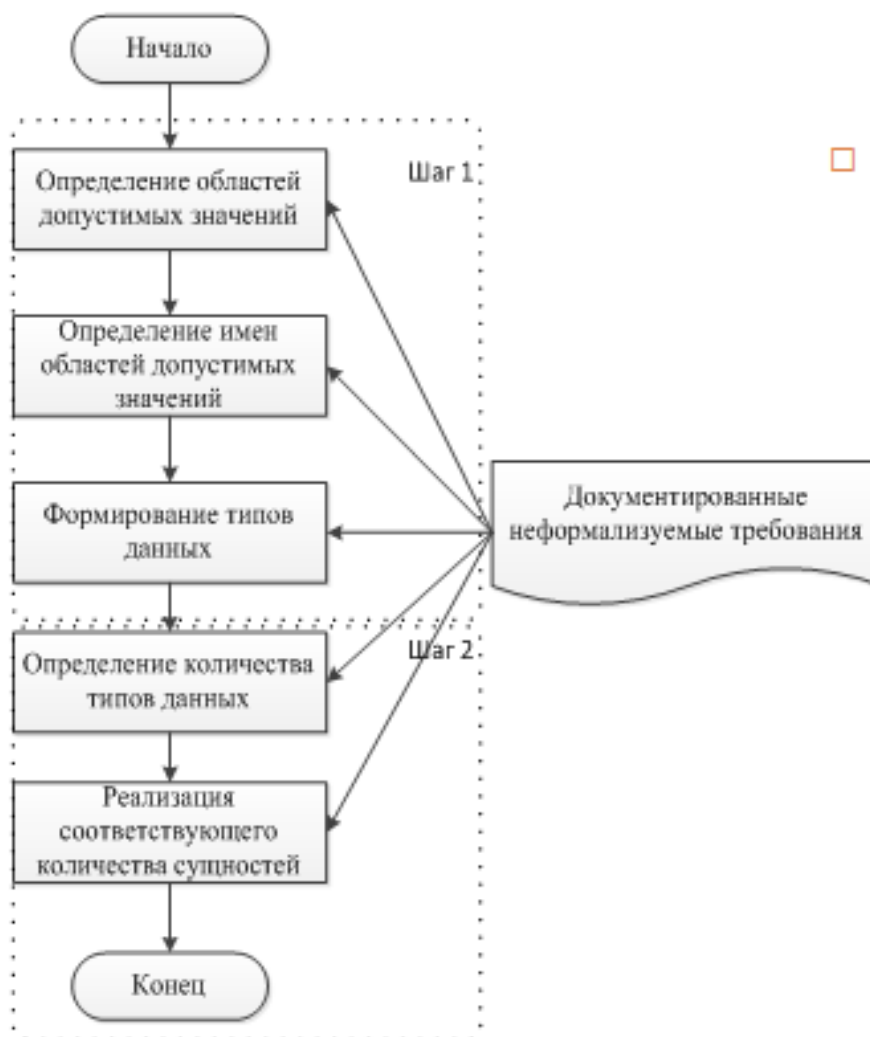 Начало
Шаг 1
Определение областей
допустимых значений
Определение имен
областей допустимых
значений
Формирование типов
данных
Документированные
неформализуемые требования
Шаг 2
Определение количества
типов данных
Реализация
соответствующего
количества сущностей
Конец